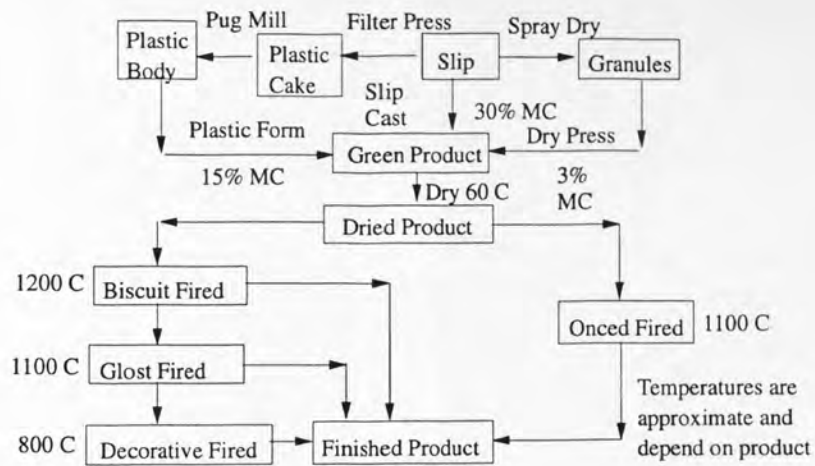 Pug Mill
Filter Press
Spray Dry
Plastic
Body
Plastic
Cake
Slip
Granules
Slip
Cast
30% MC
Plastic Form
Dry Press
Green Product
15% MC
3%
MC
Dry 60 C
Dried Product
1200 C
Biscuit Fired
Onced Fired
1100 C
1100 C
Glost Fired
Temperatures are
approximate and
depend on product
800 C
Decorative Fired
Finished Product